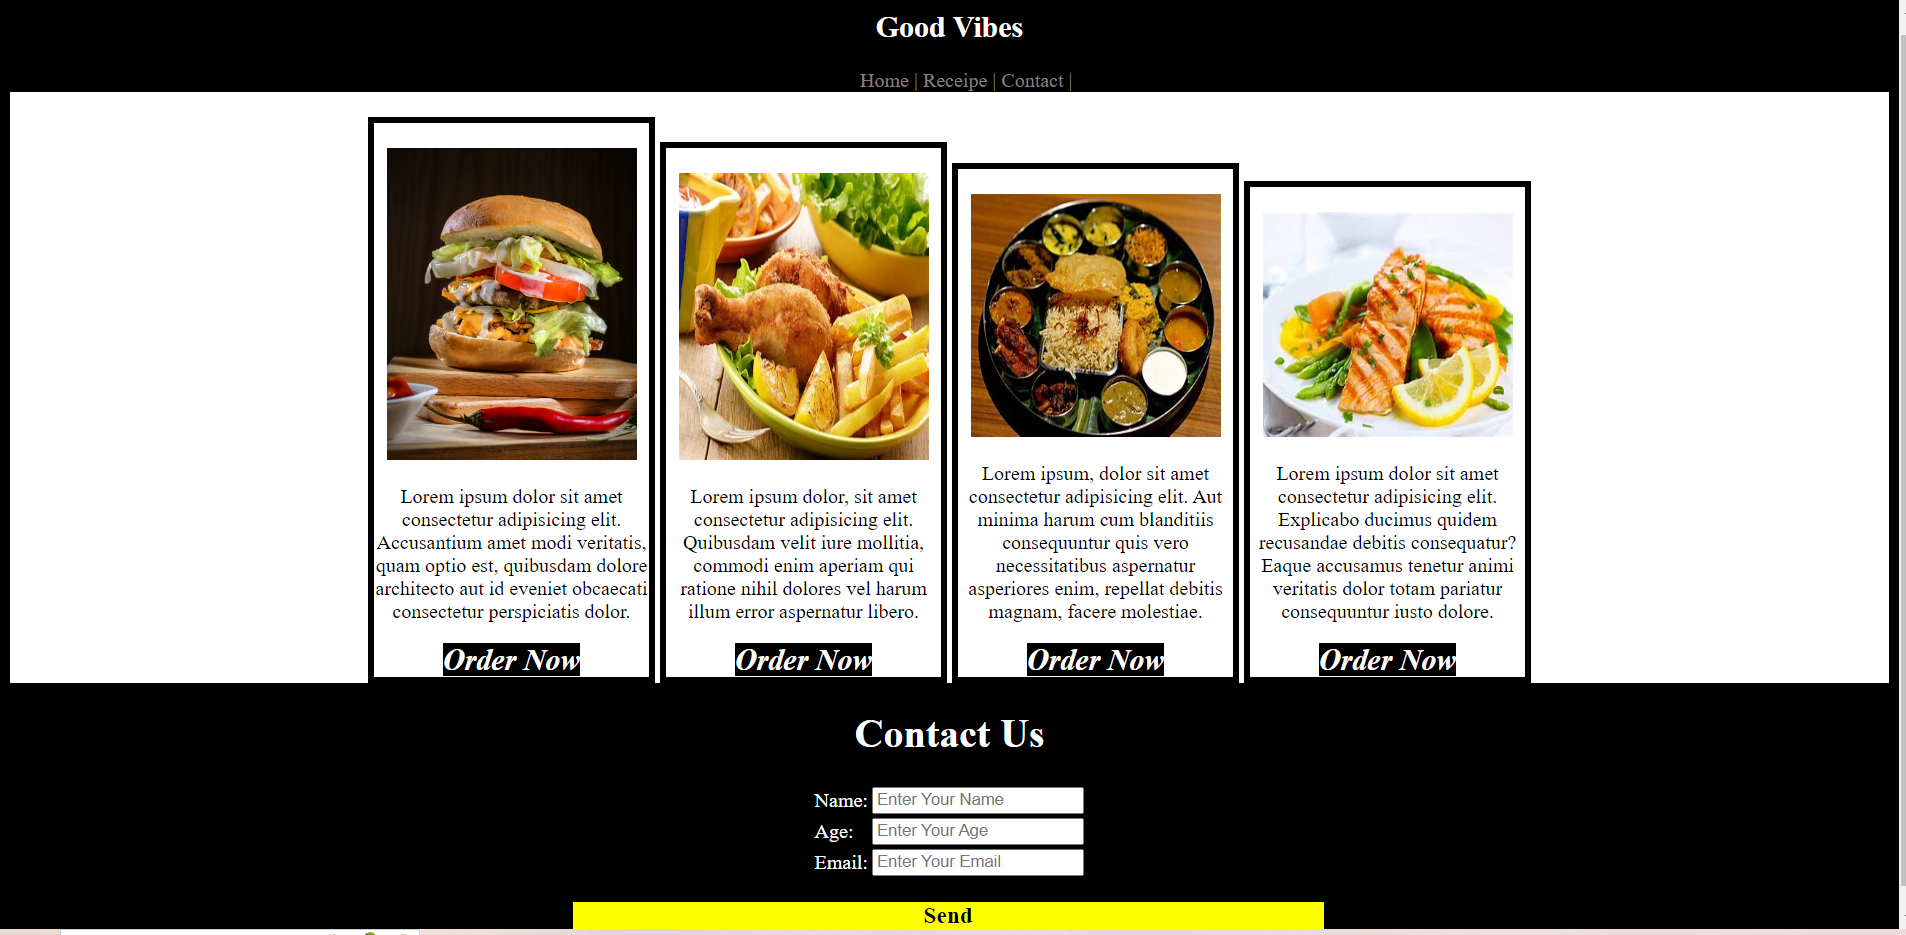 Good Vibes
Home | Receipe | Contact |
Lorem ipsum dolor sit amet
consectetur adipisicing elit.
Accusantium amet modi veritatis,
quam optio est, quibusdam dolore
architecto aut id eveniet obcaecati
consectetur perspiciatis dolor.
Order Now
Lorem ipsum dolor, sit amet
consectetur adipisicing elit.
Quibusdam velit iure mollitia,
commodi enim aperiam qui
ratione nihil dolores vel harum
illum error aspernatur libero.
Order Now
Lorem ipsum, dolor sit amet
consectetur adipisicing elit. Aut
minima harum cum blanditiis
consequuntur quis vero
necessitatibus aspernatur
asperiores enim, repellat debitis
magnam, facere molestiae.
Order Now
Lorem ipsum dolor sit amet
consectetur adipisicing elit.
Explicabo ducimus quidem
recusandae debitis consequatur?
Eaque accusamus tenetur animi
veritatis dolor totam pariatur
consequuntur iusto dolore.
Order Now
Contact Us
Name: Enter Your Name
Age: Enter Your Age
Email: Enter Your Email
Send